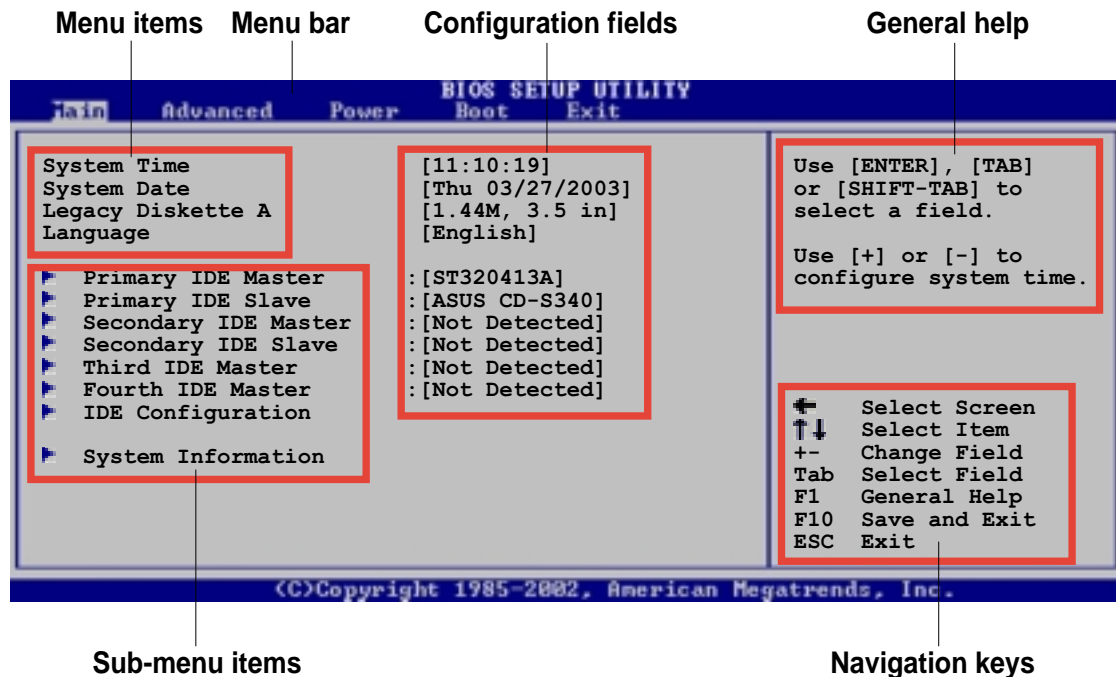 Menu items Menu bar Configuration fields General help
BIOS SETUP UTILITY
Main Advanced Power Boot Exit
System Time [11:10:19]
System Date [Thu 03/27/2003]
Legacy Diskette A [1.44M, 3.5 in]
Language [English]
Primary IDE Master :[ST320413A]
Primary IDE Slave :[ASUS CD-S340]
Secondary IDE Master :[Not Detected]
Secondary IDE Slave :[Not Detected]
Third IDE Master :[Not Detected]
Fourth IDE Master :[Not Detected]
IDE Configuration
System Information
Use [ENTER], [TAB]
or [SHIFT-TAB] to
select a field.
Use [+] or [-] to
configure system time.
← Select Screen
↑↓ Select Item
+- Change Field
Tab Select Field
F1 General Help
F10 Save and Exit
ESC Exit
(C)Copyright 1985-2002, American Megatrends, Inc.
Sub-menu items Navigation keys